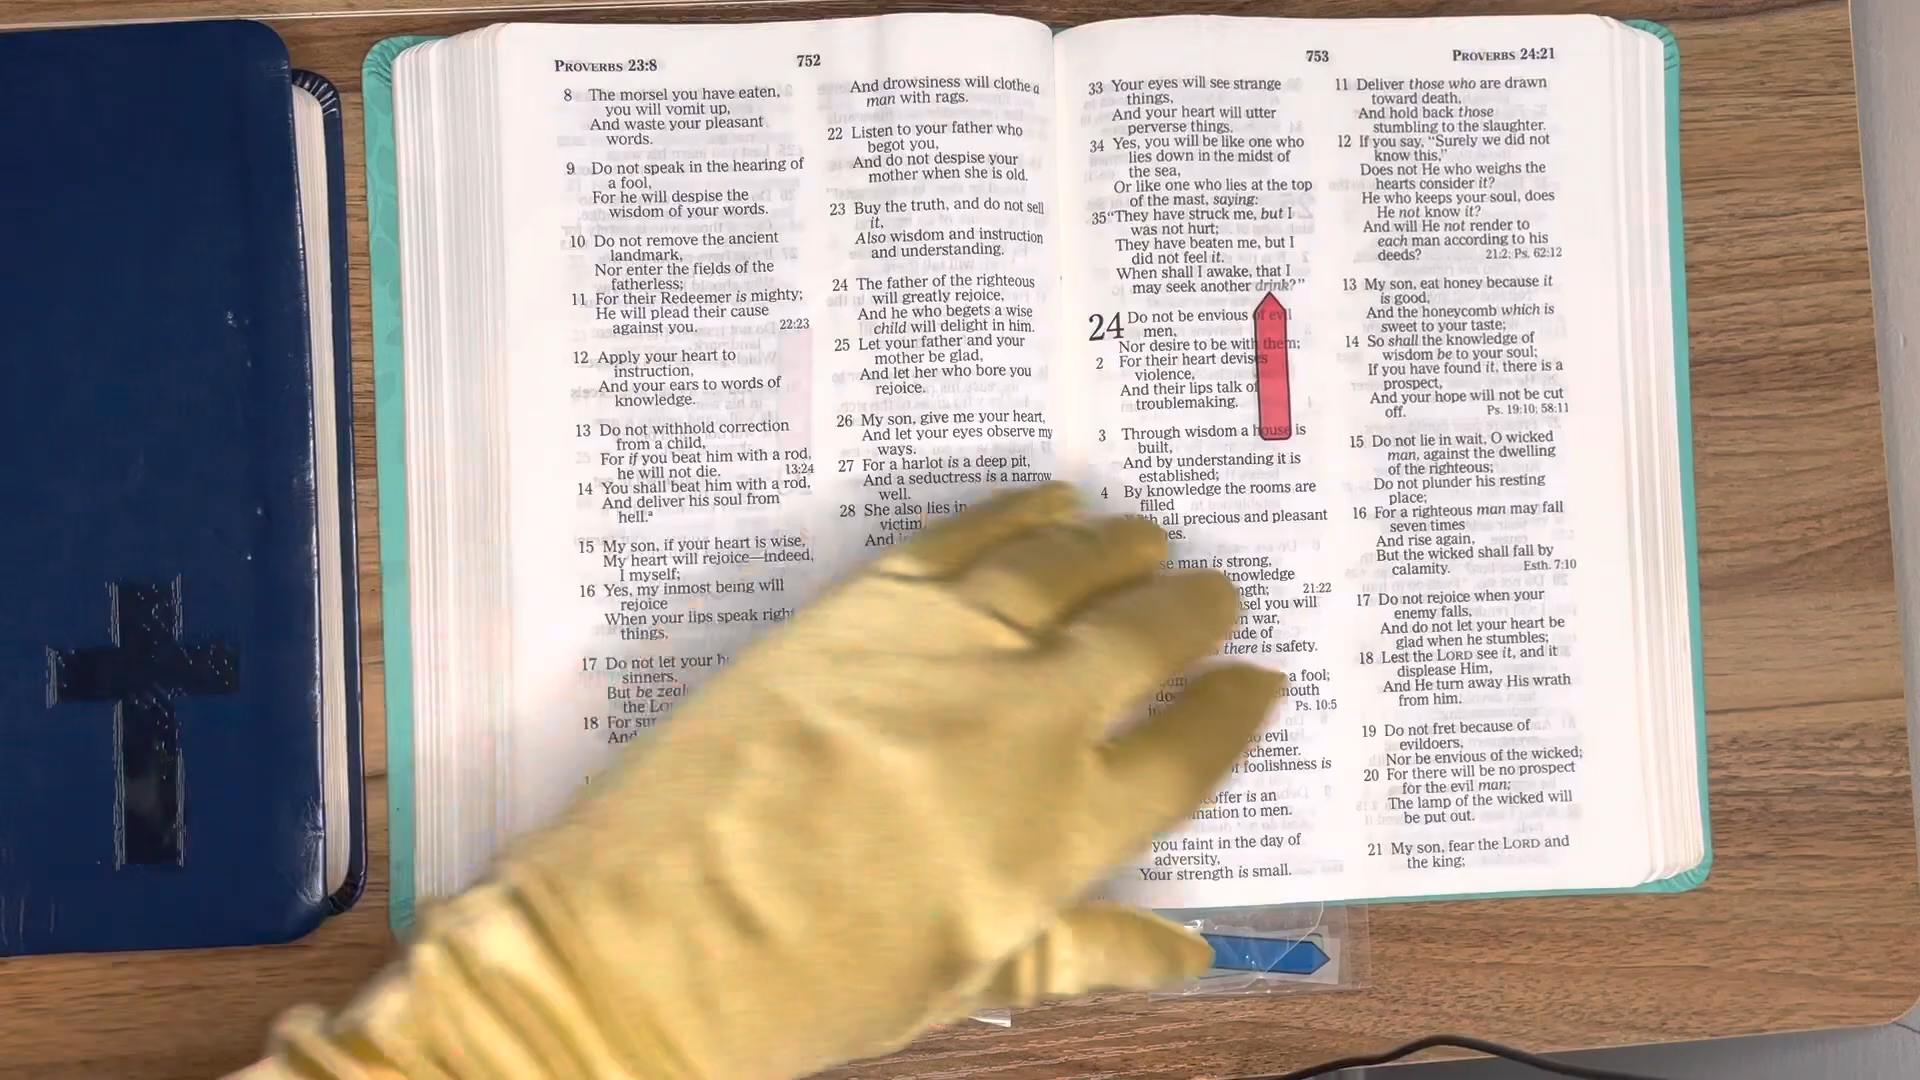 PROVERBS 23:8
752
8 The morsel you have eaten,
you will vomit up,
And waste your pleasant
words.
9 Do not speak in the hearing of
a fool,
For he will despise the
wisdom of your words.
10 Do not remove the ancient
landmark,
Nor enter the fields of the
fatherless;
11 For their Redeemer is mighty;
He will plead their cause
against you. 22:23
12 Apply your heart to
instruction,
And your ears to words of
knowledge.
13 Do not withhold correction
from a child,
For if you beat him with a rod,
he will not die. 13:24
14 You shall beat him with a rod,
And deliver his soul from
hell.ᵃ
15 My son, if your heart is wise,
My heart will rejoice—indeed,
I myself;
16 Yes, my inmost being will
rejoice
When your lips speak right
things.
17 Do not let your
sinners,
But be
the
18 For
And
And drowsiness will clothe a
man with rags.
22 Listen to your father who
begot you,
And do not despise your
mother when she is old.
23 Buy the truth, and do not sell
it,
Also wisdom and instruction
and understanding.
24 The father of the righteous
will greatly rejoice,
And he who begets a wise
child will delight in him.
25 Let your father and your
mother be glad,
And let her who bore you
rejoice.
26 My son, give me your heart,
And let your eyes observe my
ways.
27 For a harlot is a deep pit,
And a seductress is a narrow
well.
28 She also lies in
victim,
And
753
PROVERBS 24:21
33 Your eyes will see strange
things,
And your heart will utter
perverse things.
34 Yes, you will be like one who
lies down in the midst of
the sea,
Or like one who lies at the top
of the mast, saying:
35 "They have struck me, but I
was not hurt;
They have beaten me, but I
did not feel it.
When shall I awake, that I
may seek another drink?"
24 Do not be envious of evil
men,
Nor desire to be with them;
2 For their heart devises
violence,
And their lips talk of
troublemaking.
3 Through wisdom a house is
built,
And by understanding it is
established;
4 By knowledge the rooms are
filled
all precious and pleasant
man is strong,
knowledge
21:22
you will
war,
of
there is safety.
a fool;
mouth
Ps. 10:5
evil
schemer.
foolishness is
is an
to men.
you faint in the day of
adversity,
Your strength is small.
11 Deliver those who are drawn
toward death,
And hold back those
stumbling to the slaughter.
12 If you say, "Surely we did not
know this,"
Does not He who weighs the
hearts consider it?
He who keeps your soul, does
He not know it?
And will He not render to
each man according to his
deeds? 21:2; Ps. 62:12
13 My son, eat honey because it
is good,
And the honeycomb which is
sweet to your taste;
14 So shall the knowledge of
wisdom be to your soul;
If you have found it, there is a
prospect,
And your hope will not be cut
off. Ps. 19:10; 58:11
15 Do not lie in wait, O wicked
man, against the dwelling
of the righteous;
Do not plunder his resting
place;
16 For a righteous man may fall
seven times
And rise again,
But the wicked shall fall by
calamity. Esth. 7:10
17 Do not rejoice when your
enemy falls,
And do not let your heart be
glad when he stumbles;
18 Lest the LORD see it, and it
displease Him,
And He turn away His wrath
from him.
19 Do not fret because of
evildoers,
Nor be envious of the wicked;
20 For there will be no prospect
for the evil man;
The lamp of the wicked will
be put out.
21 My son, fear the LORD and
the king;